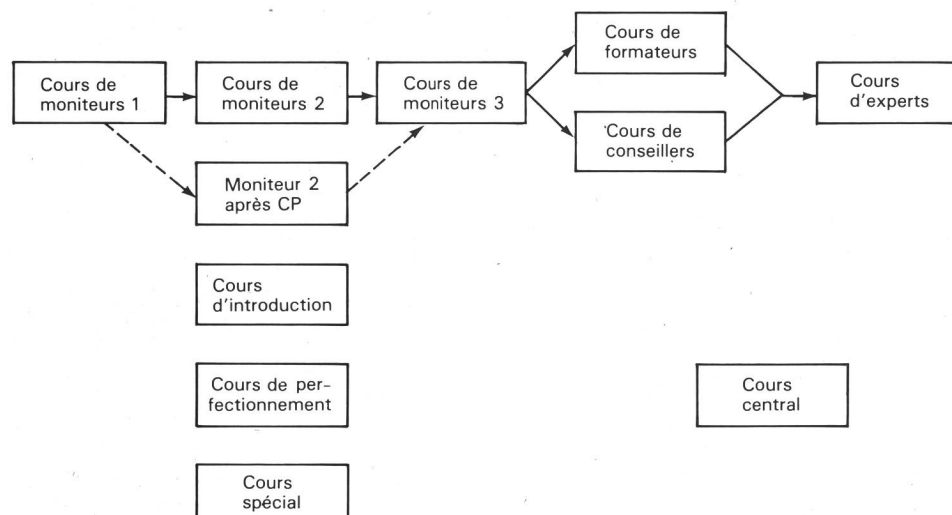 Cours de
moniteurs 1
Cours de
moniteurs 2
Cours de
moniteurs 3
Cours de
formateurs
Cours de
conseillers
Cours
d'experts
Moniteur 2
après CP
Cours
d'introduction
Cours de per-
fectionnement
Cours
central
Cours
spécial